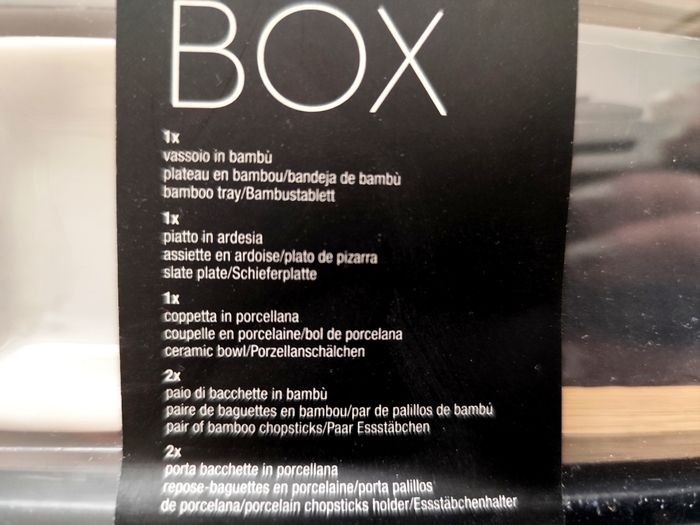 BOX
1x
vassoio in bambù
plateau en bambou/bandeja de bambù
bamboo tray/Bambustablett
1x
piatto in ardesia
assiette en ardoise/plato de pizarra
slate plate/Schieferplatte
1x
coppetta in porcellana
coupelle en porcelaine/bol de porcelana
ceramic bowl/Porzellanschälchen
2x
paio di bacchette in bambù
paire de baguettes en bambou/par de palillos de bambù
pair of bamboo chopsticks/Paar Essstäbchen
2x
porta bacchette in porcellana
repose-baguettes en porcelaine/porta palillos
de porcelana/porcelain chopsticks holder/Essstäbchenhalter